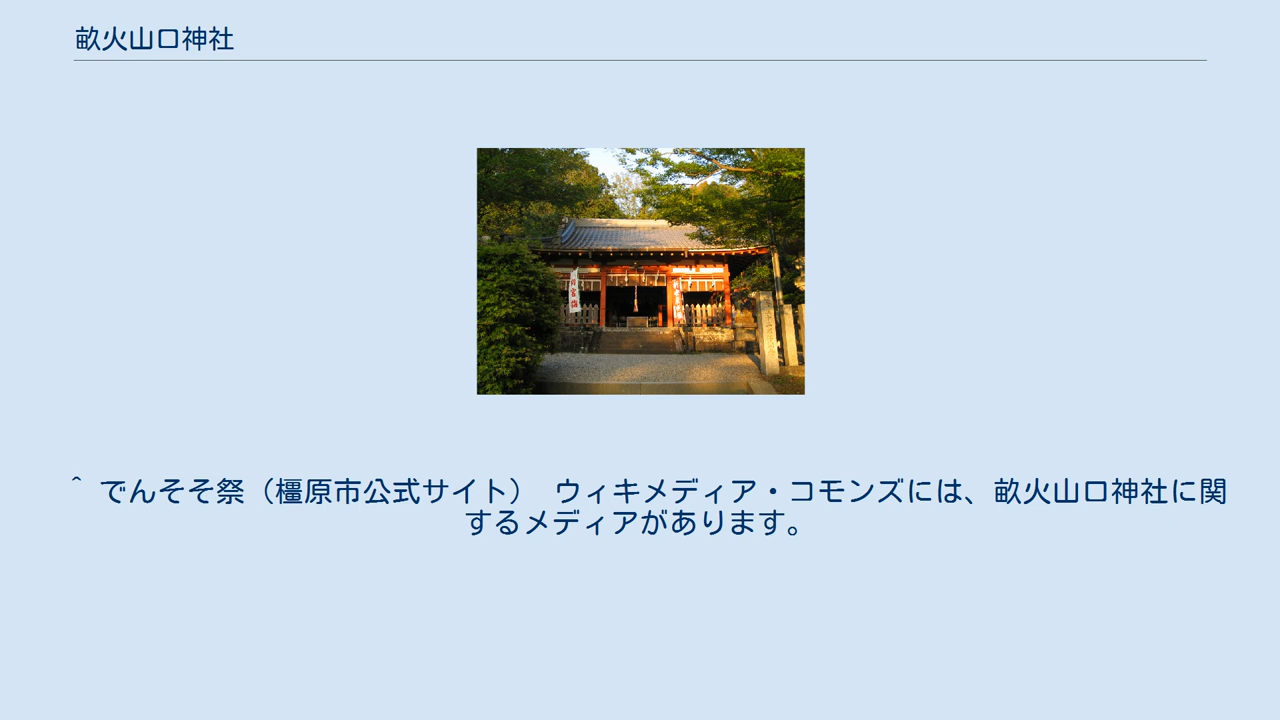 畝火山口神社
^ でんそそ祭（橿原市公式サイト） ウィキメディア・コモンズには、畝火山口神社に関
するメディアがあります。